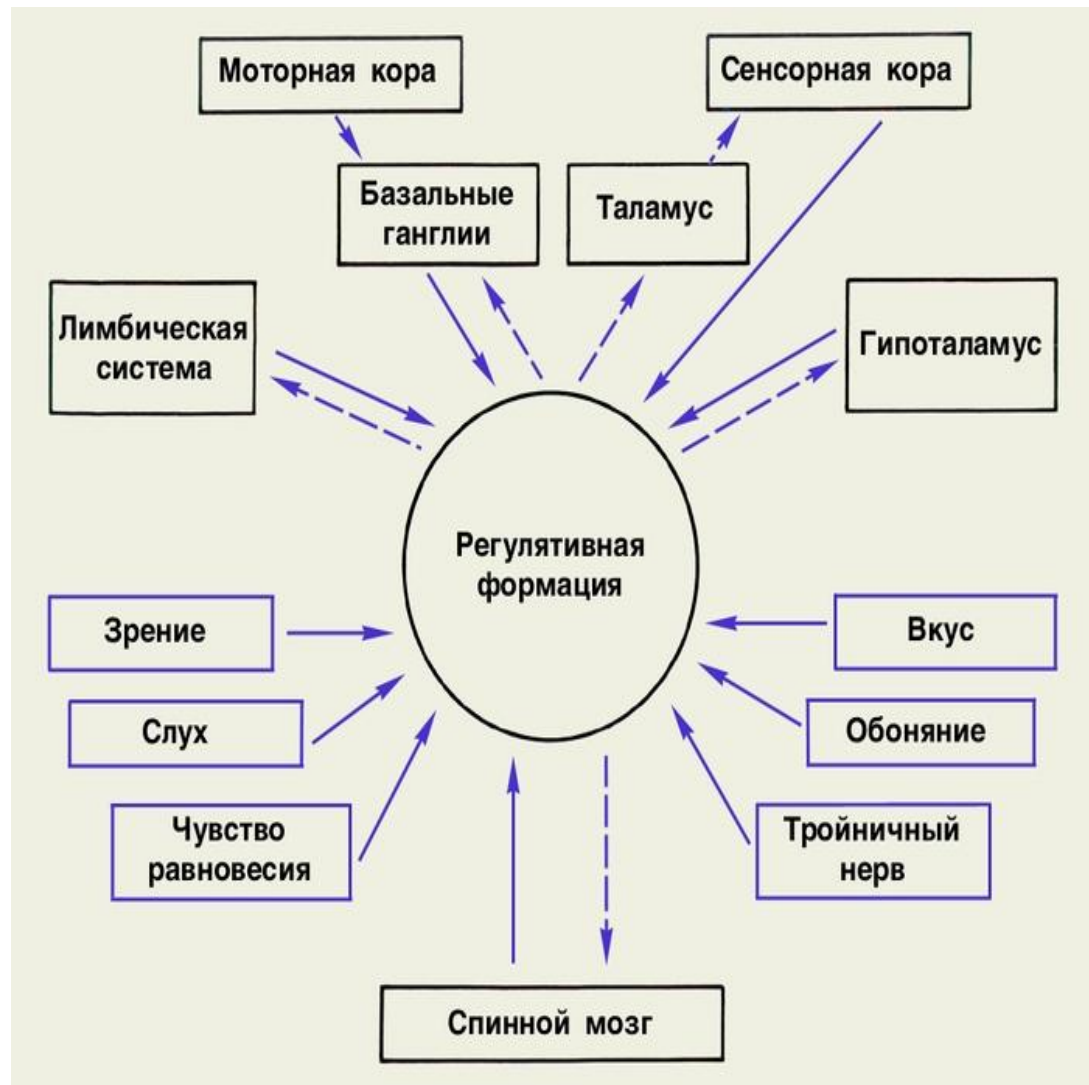 Моторная кора
Сенсорная кора
Базальные
ганглии
Таламус
Лимбическая
система
Гипоталамус
Регулятивная
формация
Зрение
Вкус
Слух
Обоняние
Чувство
равновесия
Тройничный
нерв
Спинной мозг